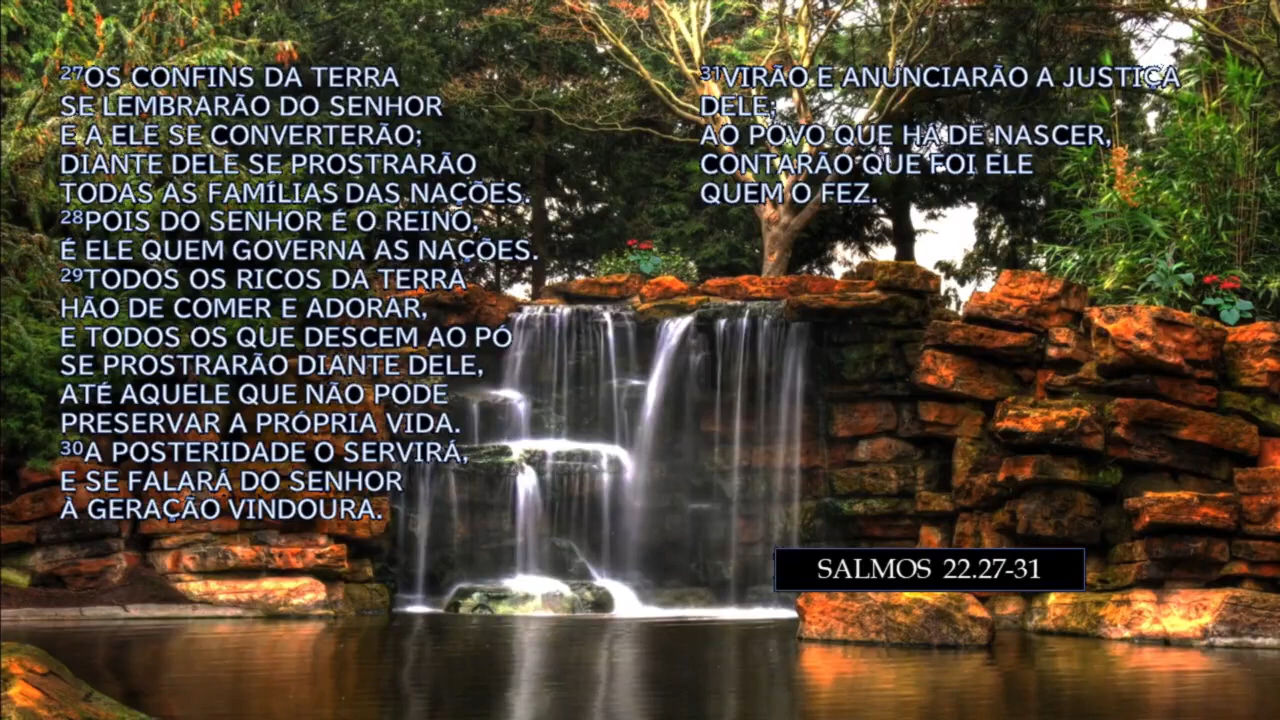 ²⁷OS CONFINS DA TERRA
SE LEMBRARÃO DO SENHOR
E A ELE SE CONVERTERÃO;
DIANTE DELE SE PROSTRARÃO
TODAS AS FAMÍLIAS DAS NAÇÕES.
²⁸POIS DO SENHOR É O REINO,
É ELE QUEM GOVERNA AS NAÇÕES.
²⁹TODOS OS RICOS DA TERRA
HÃO DE COMER E ADORAR,
E TODOS OS QUE DESCEM AO PÓ
SE PROSTRARÃO DIANTE DELE,
ATÉ AQUELE QUE NÃO PODE
PRESERVAR A PRÓPRIA VIDA.
³⁰A POSTERIDADE O SERVIRÁ,
E SE FALARÁ DO SENHOR
À GERAÇÃO VINDOURA.
³¹VIRÃO E ANUNCIARÃO A JUSTIÇA
DELE;
AO POVO QUE HÁ DE NASCER,
CONTARÃO QUE FOI ELE
QUEM O FEZ.
SALMOS 22.27-31